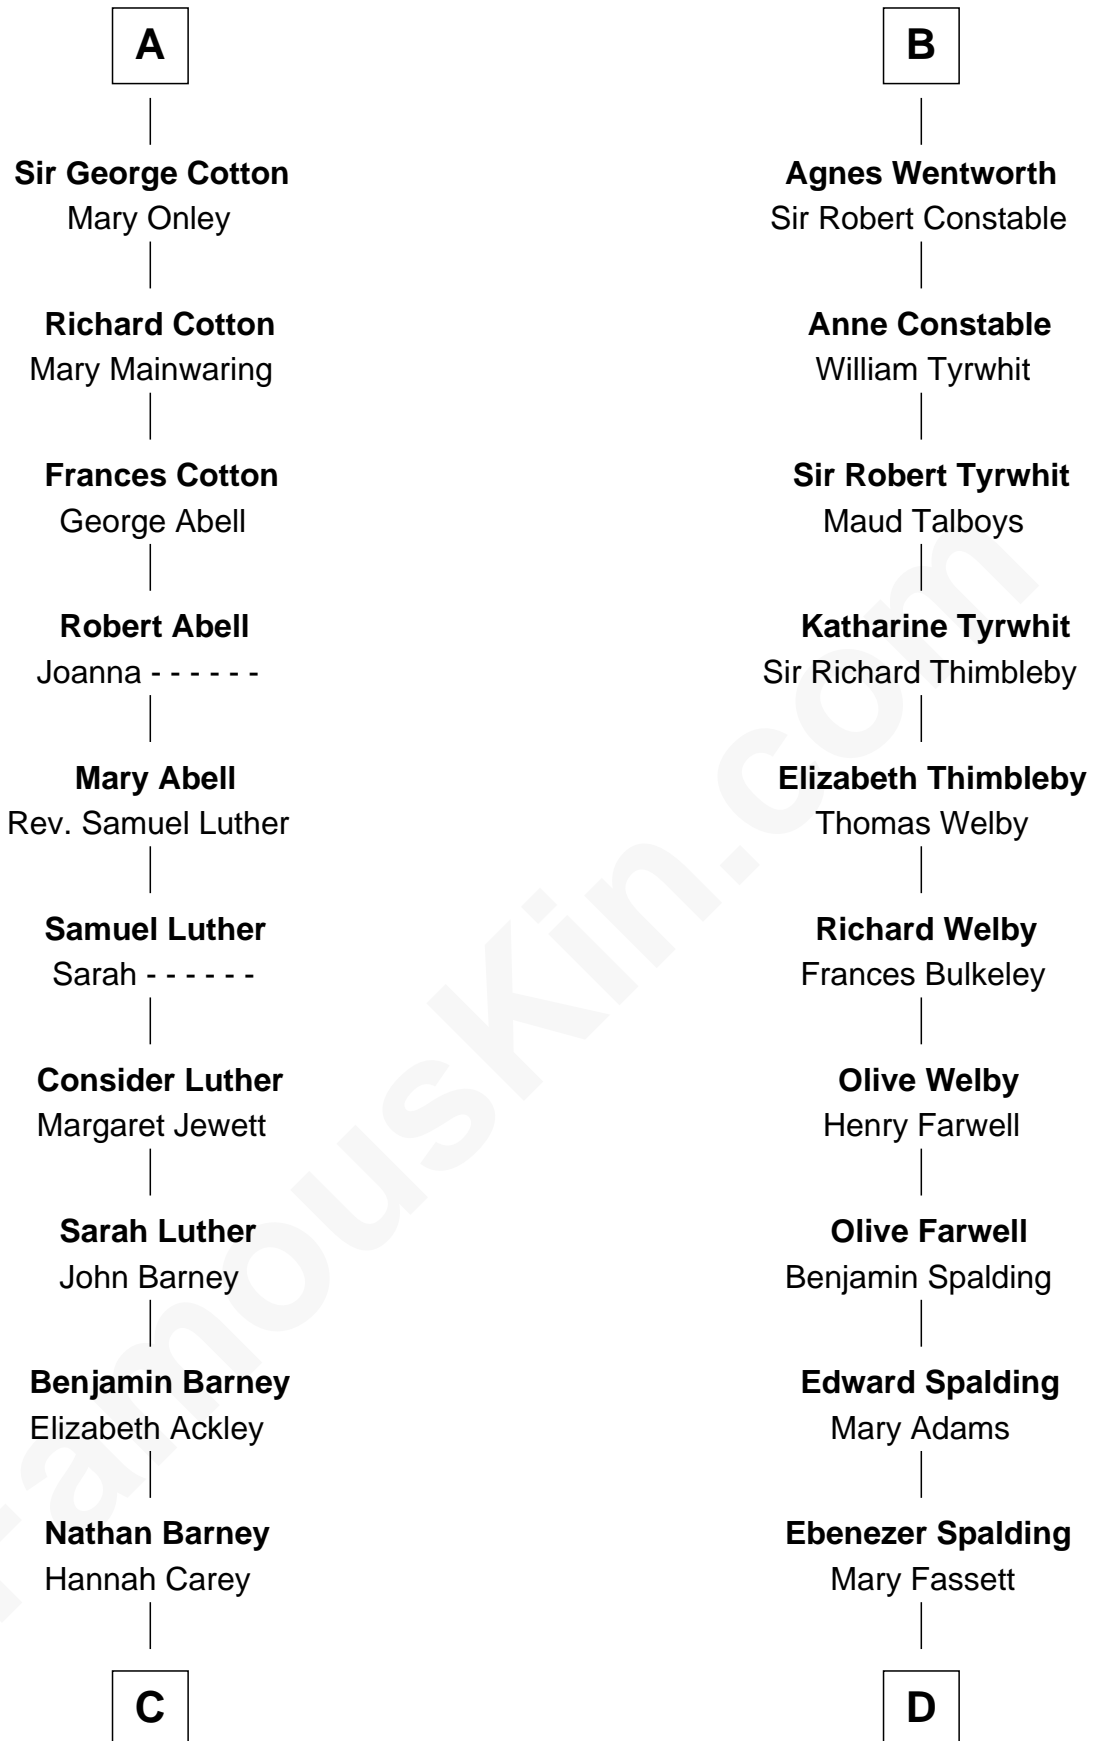 A
Sir George Cotton
Mary Onley
Richard Cotton
Mary Mainwaring
Frances Cotton
George Abell
Robert Abell
Joanna - - - - - -
Mary Abell
Rev. Samuel Luther
Samuel Luther
Sarah - - - - - -
Consider Luther
Margaret Jewett
Sarah Luther
John Barney
Benjamin Barney
Elizabeth Ackley
Nathan Barney
Hannah Carey
C
B
Agnes Wentworth
Sir Robert Constable
Anne Constable
William Tyrwhit
Sir Robert Tyrwhit
Maud Talboys
Katharine Tyrwhit
Sir Richard Thimbleby
Elizabeth Thimbleby
Thomas Welby
Richard Welby
Frances Bulkeley
Olive Welby
Henry Farwell
Olive Farwell
Benjamin Spalding
Edward Spalding
Mary Adams
Ebenezer Spalding
Mary Fassett
D
FamousKin.com